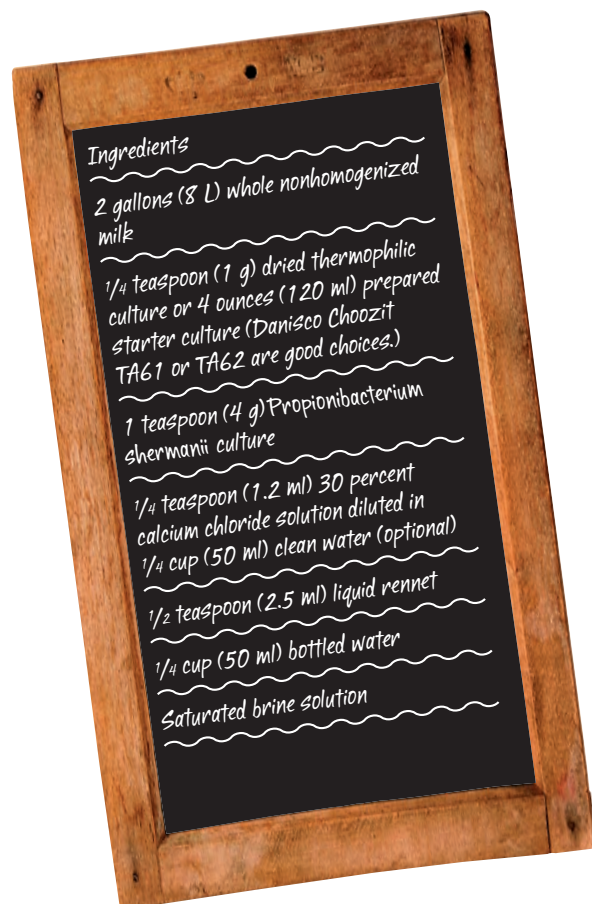 Ingredients
2 gallons (8 L) whole nonhomogenized
milk
1/4 teaspoon (1 g) dried thermophilic
culture or 4 ounces (120 ml) prepared
starter culture (Danisco Choozit
TA61 or TA62 are good choices.)
1 teaspoon (4 g)Propionibacterium
shermanii culture
1/4 teaspoon (1.2 ml) 30 percent
calcium chloride solution diluted in
1/4 cup (50 ml) clean water (optional)
1/2 teaspoon (2.5 ml) liquid rennet
1/4 cup (50 ml) bottled water
Saturated brine solution